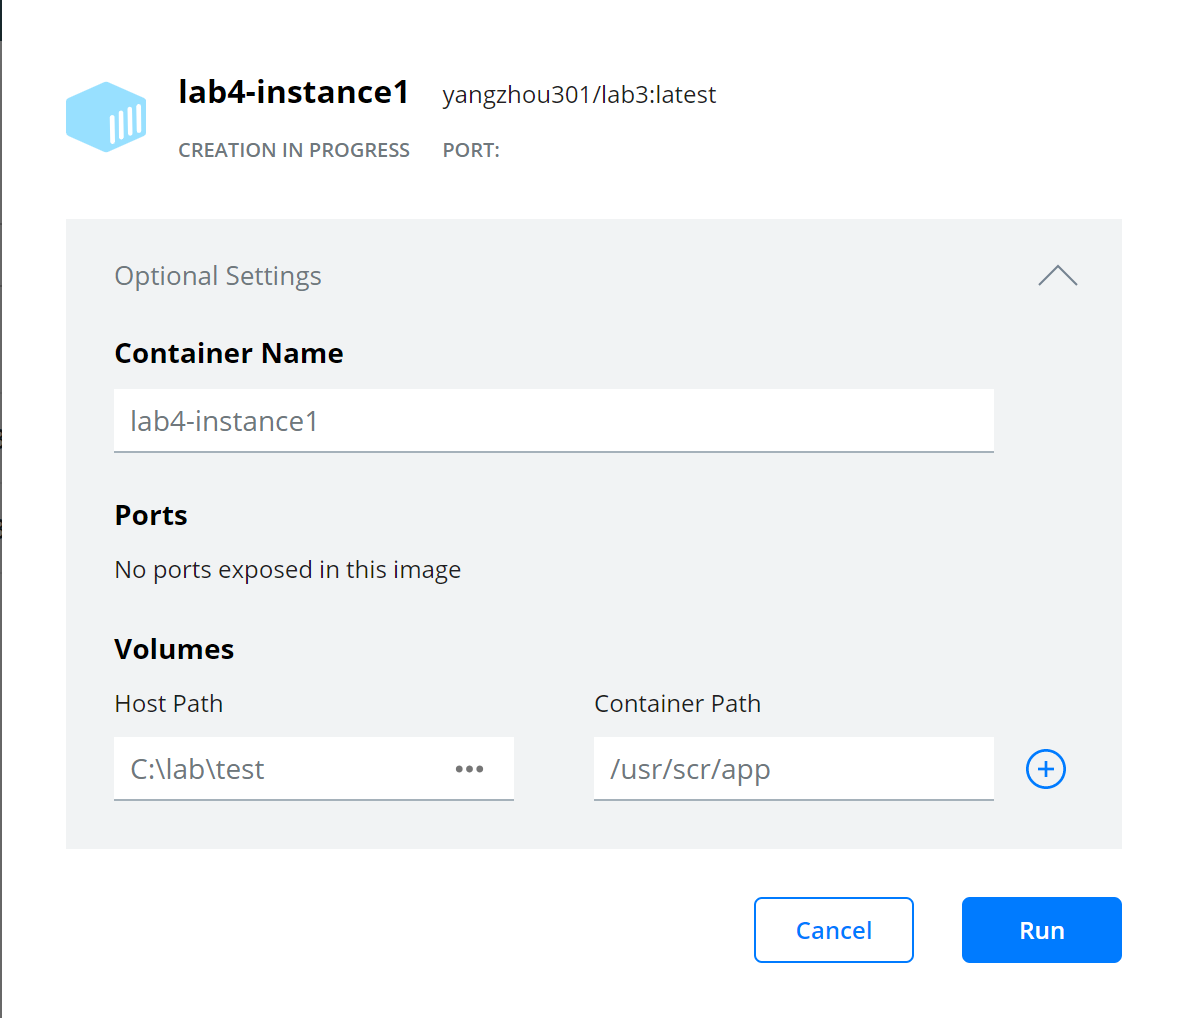 lab4-instance1 yangzhou301/lab3:latest
CREATION IN PROGRESS PORT:
Optional Settings
Container Name
lab4-instance1
Ports
No ports exposed in this image
Volumes
Host Path Container Path
C:\lab\test ••• /usr/scr/app
Cancel Run